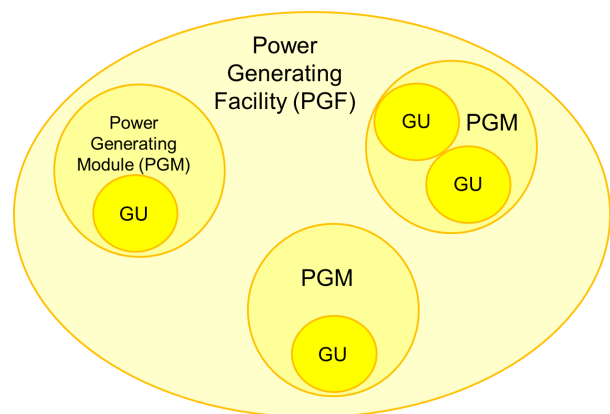 Power
Generating
Facility (PGF)
Power
Generating
Module (PGM)
GU
GU
PGM
GU
PGM
GU